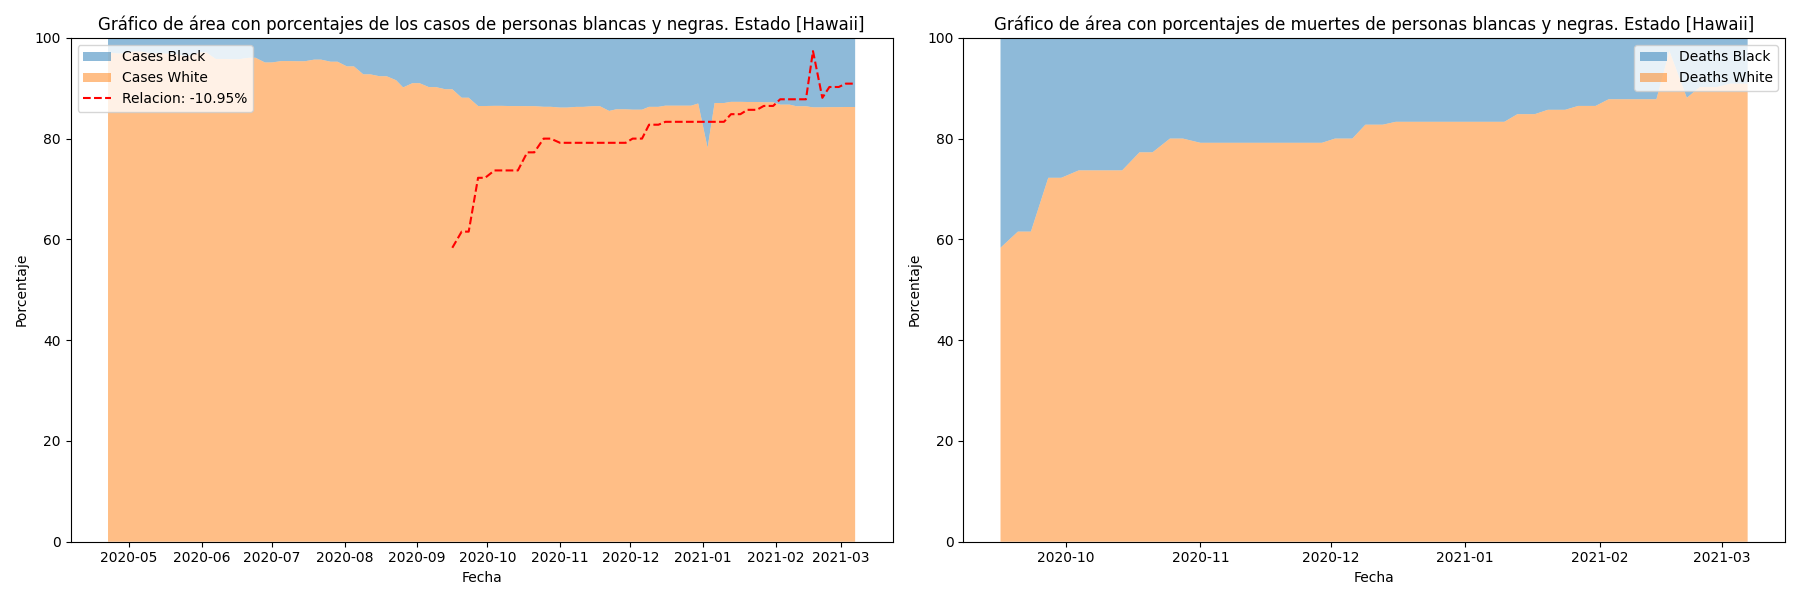 Gráfico de área con porcentajes de los casos de personas blancas y negras. Estado [Hawaii]
100
80
60
40
20
0
Porcentaje
Cases Black
Cases White
Relacion: -10.95%
2020-05 2020-06 2020-07 2020-08 2020-09 2020-10 2020-11 2020-12 2021-01 2021-02 2021-03
Fecha
Gráfico de área con porcentajes de muertes de personas blancas y negras. Estado [Hawaii]
100
80
60
40
20
0
Porcentaje
Deaths Black
Deaths White
2020-10 2020-11 2020-12 2021-01 2021-02 2021-03
Fecha